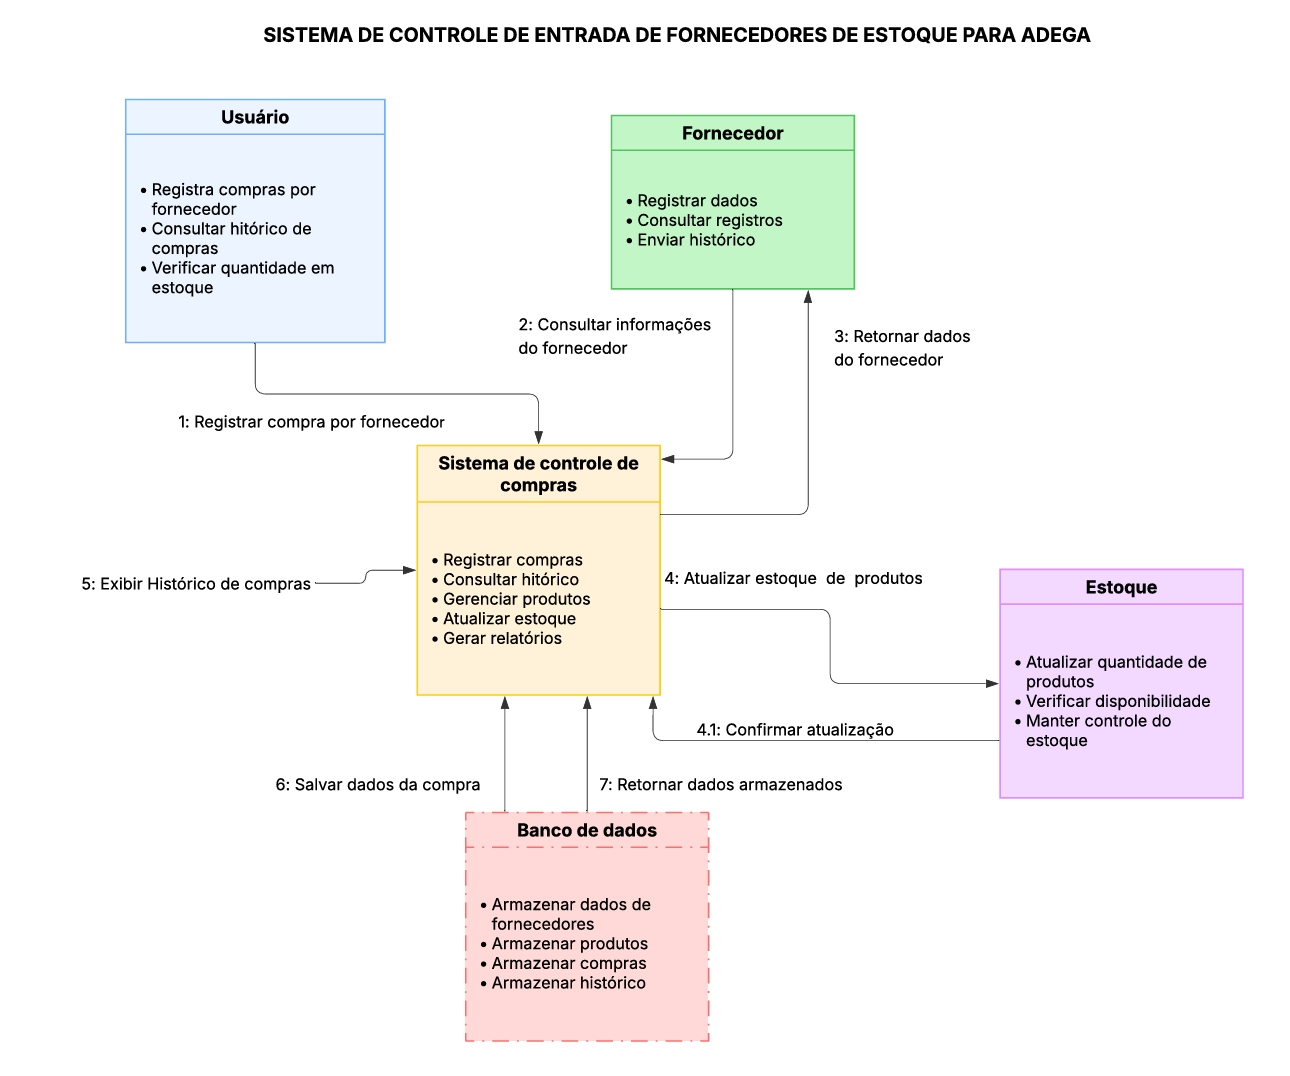 SISTEMA DE CONTROLE DE ENTRADA DE FORNECEDORES DE ESTOQUE PARA ADEGA
Usuário
• Registra compras por
fornecedor
• Consultar hitórico de
compras
• Verificar quantidade em
estoque
Fornecedor
• Registrar dados
• Consultar registros
• Enviar histórico
2: Consultar informações
do fornecedor
3: Retornar dados
do fornecedor
1: Registrar compra por fornecedor
Sistema de controle de
compras
• Registrar compras
• Consultar hitórico
• Gerenciar produtos
• Atualizar estoque
• Gerar relatórios
5: Exibir Histórico de compras
4: Atualizar estoque  de  produtos
Estoque
• Atualizar quantidade de
produtos
• Verificar disponibilidade
• Manter controle do
estoque
4.1: Confirmar atualização
6: Salvar dados da compra
7: Retornar dados armazenados
Banco de dados
• Armazenar dados de
fornecedores
• Armazenar produtos
• Armazenar compras
• Armazenar histórico